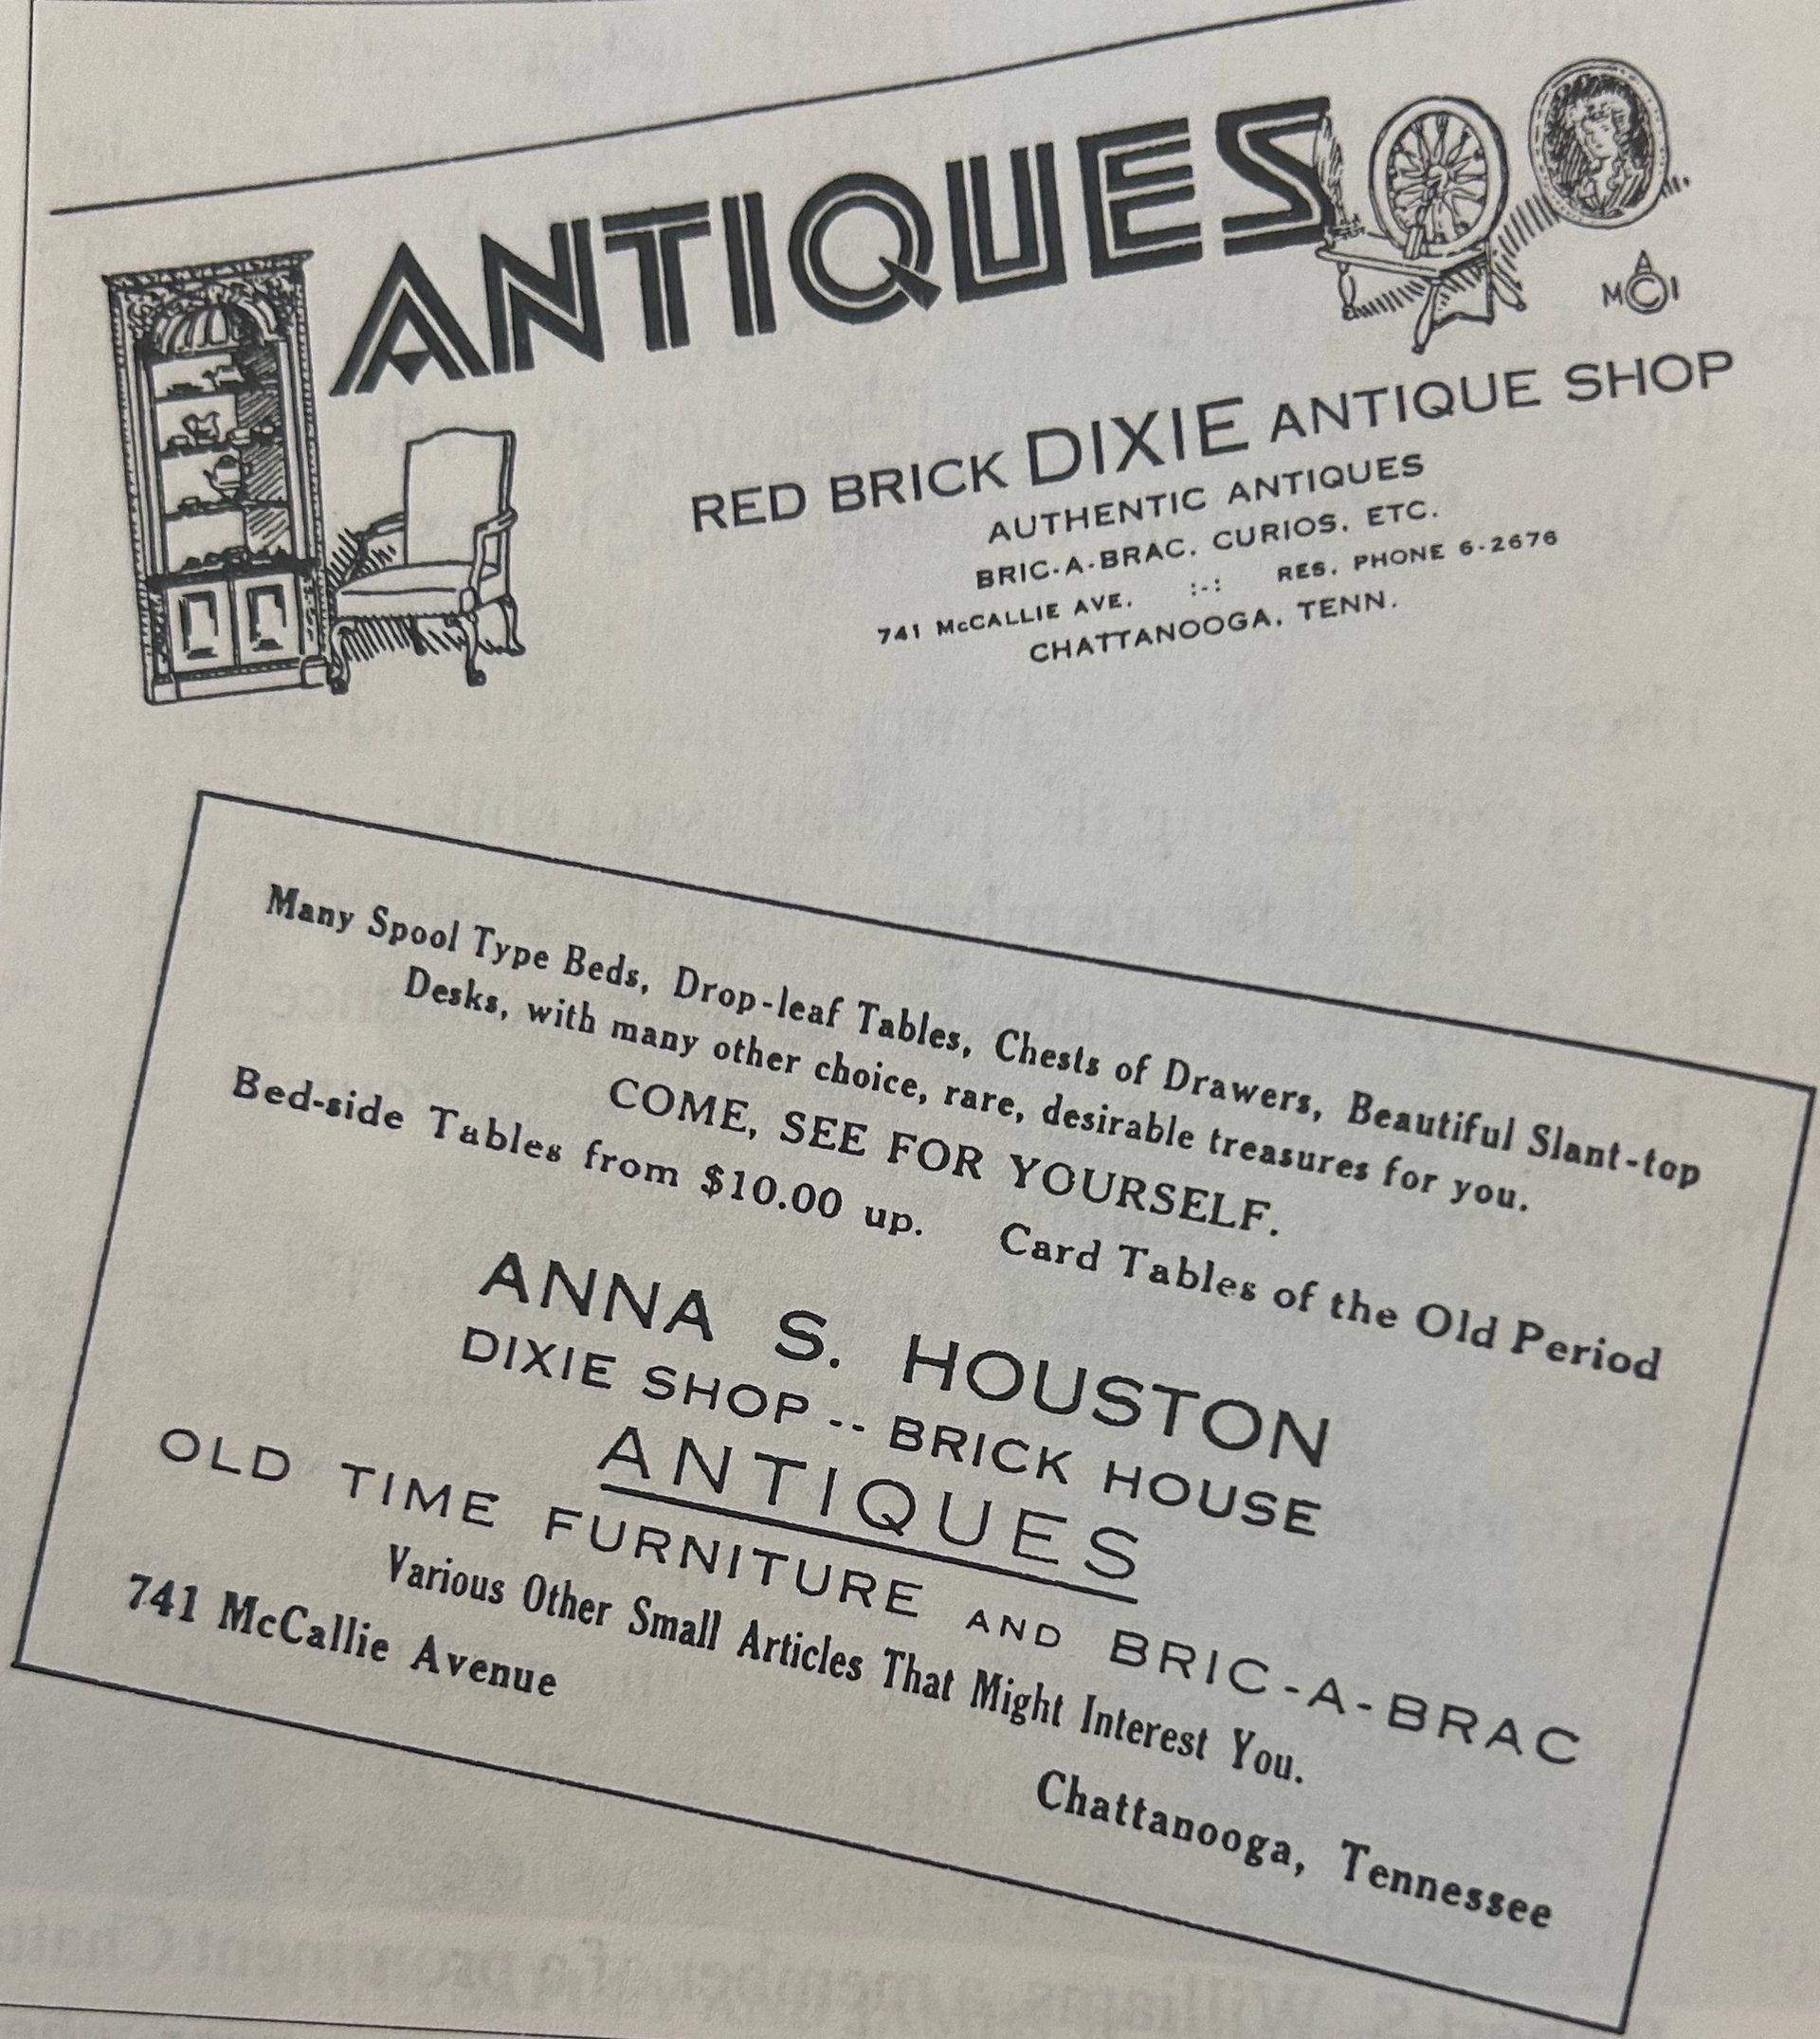 ANTIQUES
A
M C I
RED BRICK DIXIE ANTIQUE SHOP
AUTHENTIC ANTIQUES
BRIC-A-BRAC, CURIOS, ETC.
741 McCALLIE AVE. :-: RES. PHONE 6-2676
CHATTANOOGA, TENN.
Many Spool Type Beds, Drop-leaf Tables, Chests of Drawers, Beautiful Slant-top
Desks, with many other choice, rare, desirable treasures for you.
COME, SEE FOR YOURSELF.
Bed-side Tables from $10.00 up. Card Tables of the Old Period
ANNA S. HOUSTON
DIXIE SHOP -- BRICK HOUSE
ANTIQUES
OLD TIME FURNITURE AND BRIC-A-BRAC
Various Other Small Articles That Might Interest You.
741 McCallie Avenue
Chattanooga, Tennessee